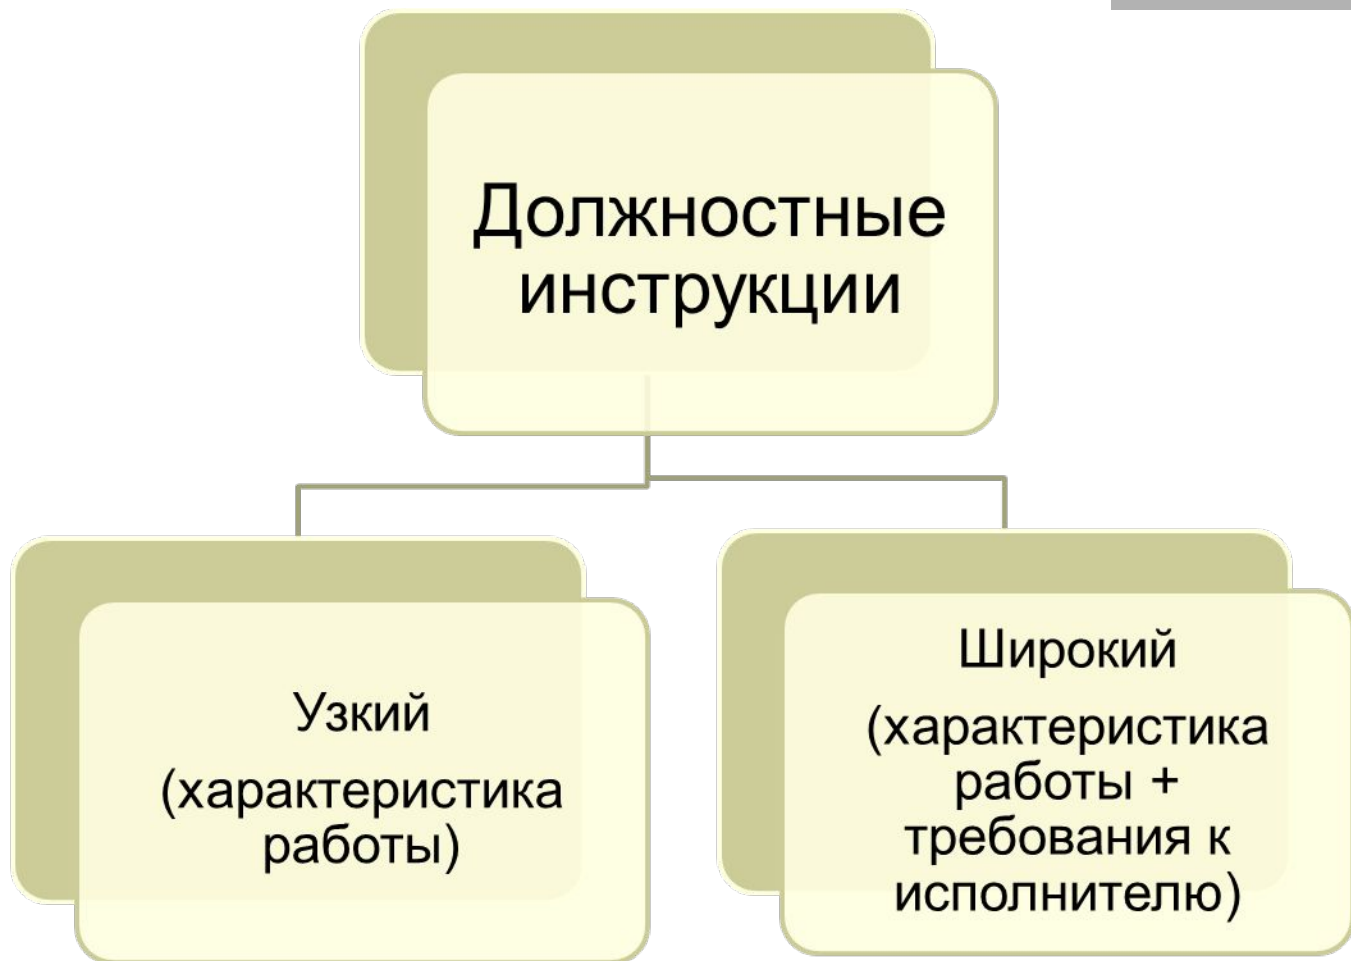 Должностные
инструкции
Узкий
(характеристика
работы)
Широкий
(характеристика
работы +
требования к
исполнителю)